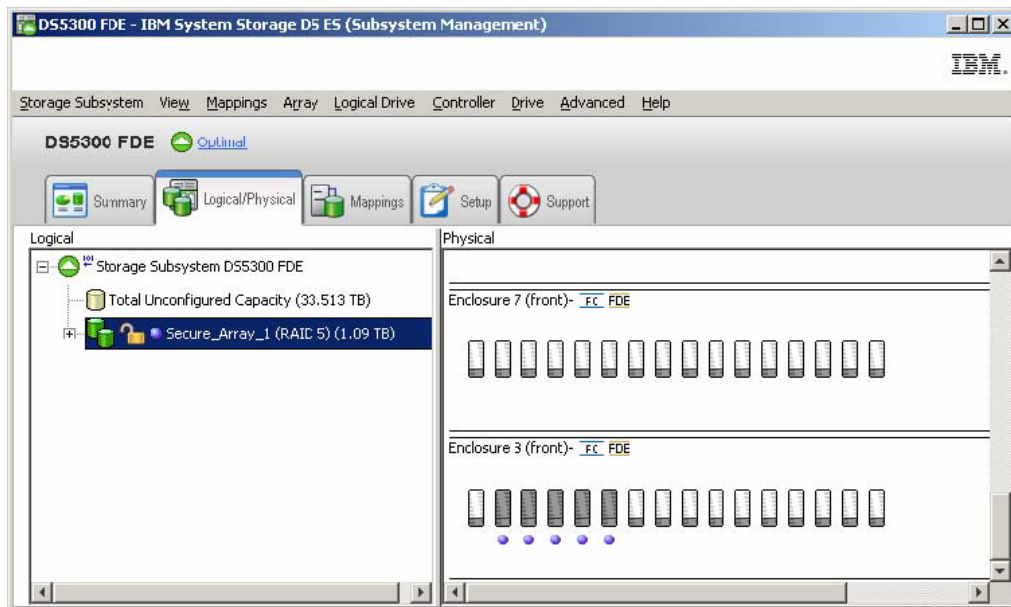 DS5300 FDE - IBM System Storage DS ES (Subsystem Management)
IBM.
Storage Subsystem View Mappings Array Logical Drive Controller Drive Advanced Help
DS5300 FDE Optimal
Summary Logical/Physical Mappings Setup Support
Logical
Storage Subsystem DS5300 FDE
Total Unconfigured Capacity (33.513 TB)
Secure_Array_1 (RAID 5) (1.09 TB)
Physical
Enclosure 7 (front)- FC FDE
Enclosure 3 (front)- FC FDE